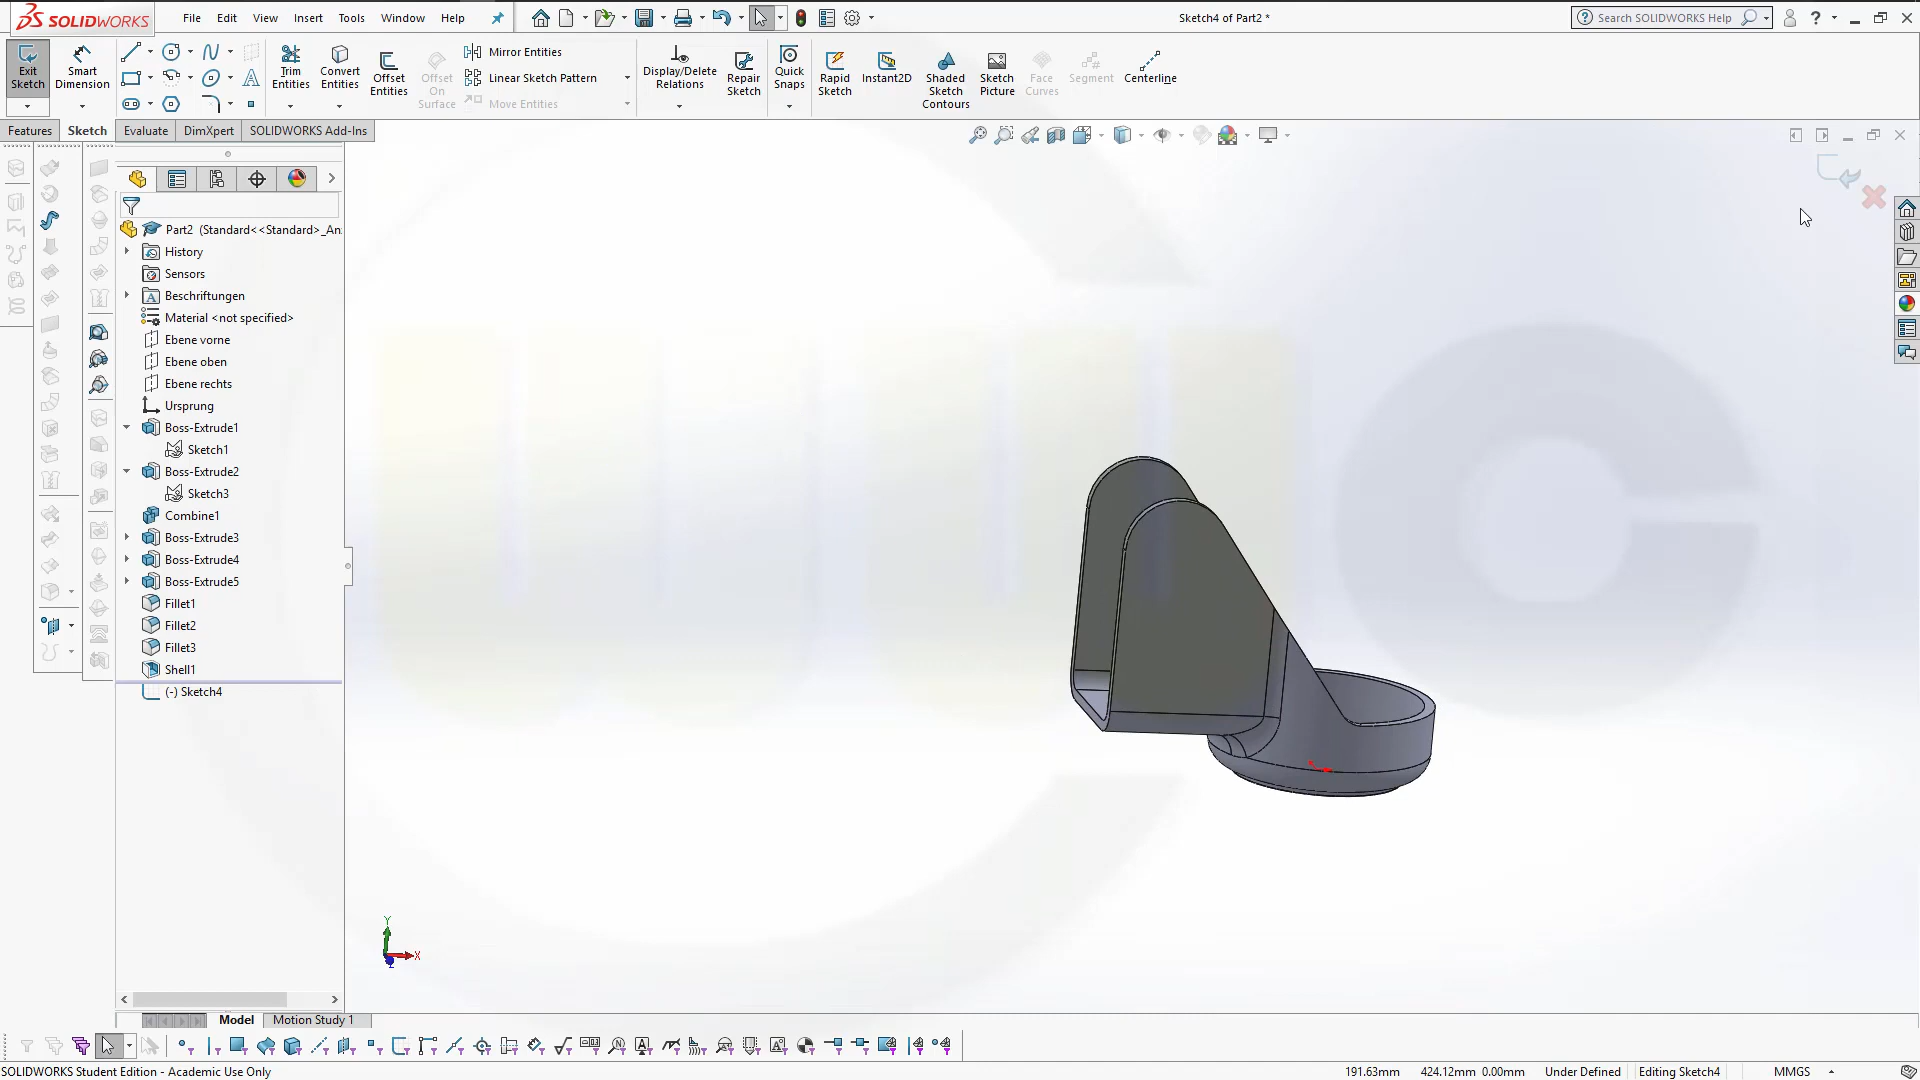 SOLIDWORKS File Edit View Insert Tools Window Help Sketch4 of Part2 * Search SOLIDWORKS Help ?
Exit Sketch
Smart Dimension
Trim Entities
Convert Entities
Offset Entities
Offset On Surface
Mirror Entities
Linear Sketch Pattern
Move Entities
Display/Delete Relations
Repair Sketch
Quick Snaps
Rapid Sketch
Instant2D
Shaded Sketch Contours
Sketch Picture
Face Curves
Segment
Centerline
Features Sketch Evaluate DimXpert SOLIDWORKS Add-Ins
Part2 (Standard<<Standard>_An
History
Sensors
Beschriftungen
Material <not specified>
Ebene vorne
Ebene oben
Ebene rechts
Ursprung
Boss-Extrude1
Sketch1
Boss-Extrude2
Sketch3
Combine1
Boss-Extrude3
Boss-Extrude4
Boss-Extrude5
Fillet1
Fillet2
Fillet3
Shell1
(-) Sketch4
Y
X
Z
Model Motion Study 1
SOLIDWORKS Student Edition - Academic Use Only 191.63mm 424.12mm 0.00mm Under Defined Editing Sketch4 MMGS